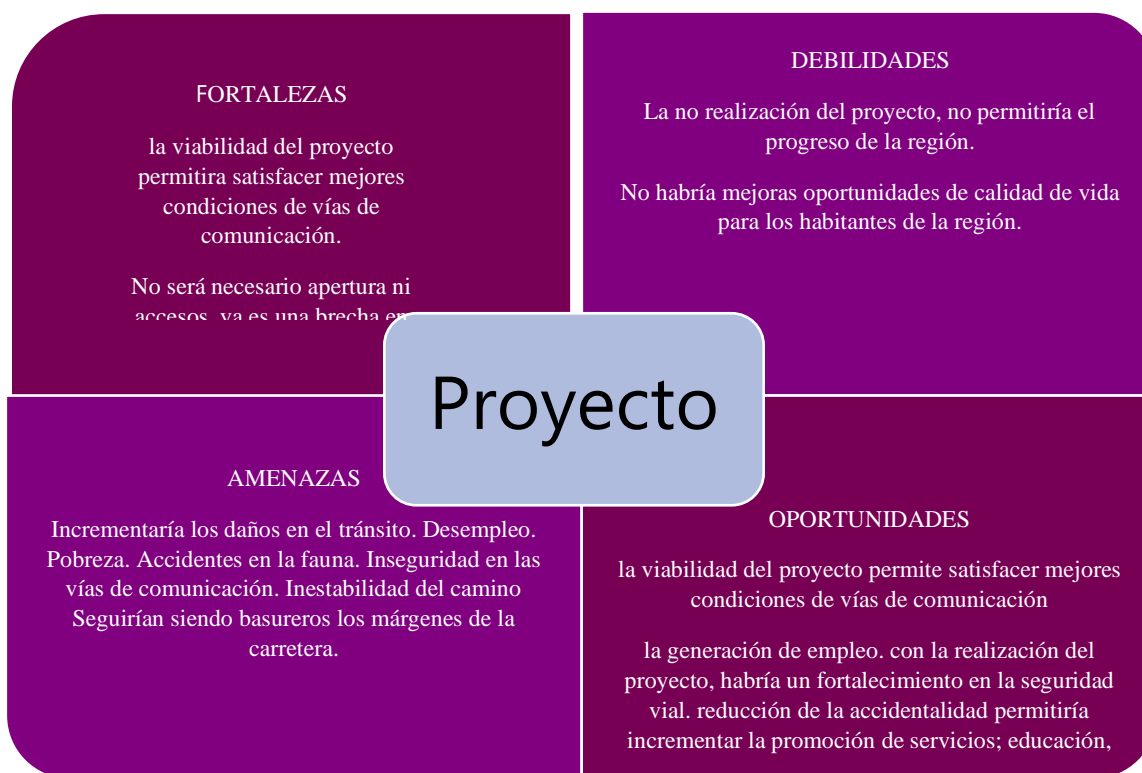 FORTALEZAS
la viabilidad del proyecto
permitira satisfacer mejores
condiciones de vías de
comunicación.
No será necesario apertura ni
accesos, ya es una brecha en
DEBILIDADES
La no realización del proyecto, no permitiría el
progreso de la región.
No habría mejoras oportunidades de calidad de vida
para los habitantes de la región.
Proyecto
AMENAZAS
Incrementaría los daños en el tránsito. Desempleo.
Pobreza. Accidentes en la fauna. Inseguridad en las
vías de comunicación. Inestabilidad del camino
Seguirían siendo basureros los márgenes de la
carretera.
OPORTUNIDADES
la viabilidad del proyecto permite satisfacer mejores
condiciones de vías de comunicación
la generación de empleo. con la realización del
proyecto, habría un fortalecimiento en la seguridad
vial. reducción de la accidentalidad permitiría
incrementar la promoción de servicios; educación,